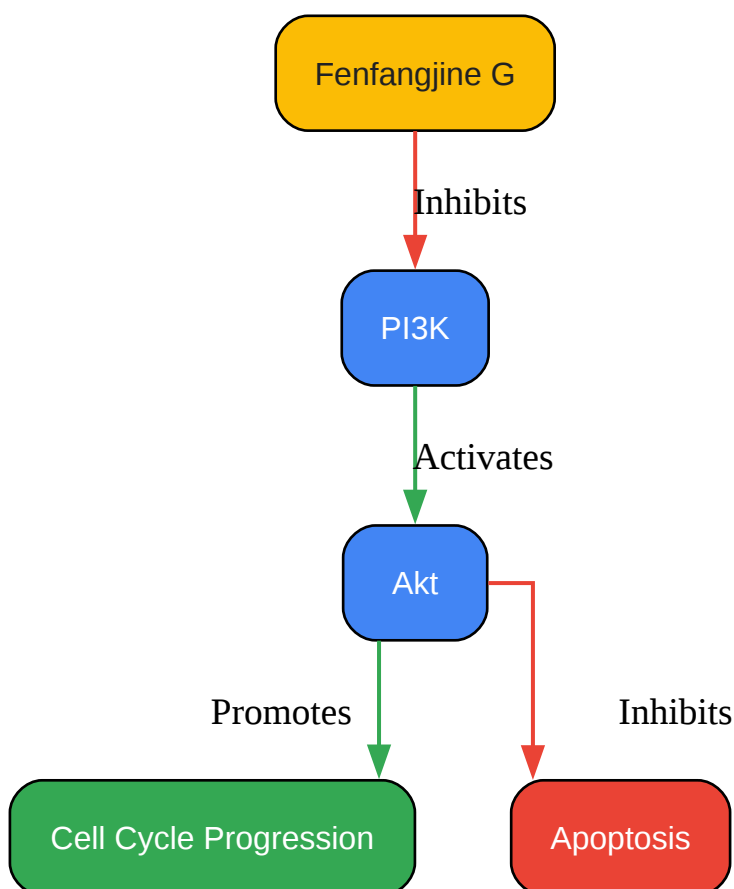 Fenfangjine G
Inhibits
PI3K
Activates
Akt
Promotes
Inhibits
Cell Cycle Progression
Apoptosis